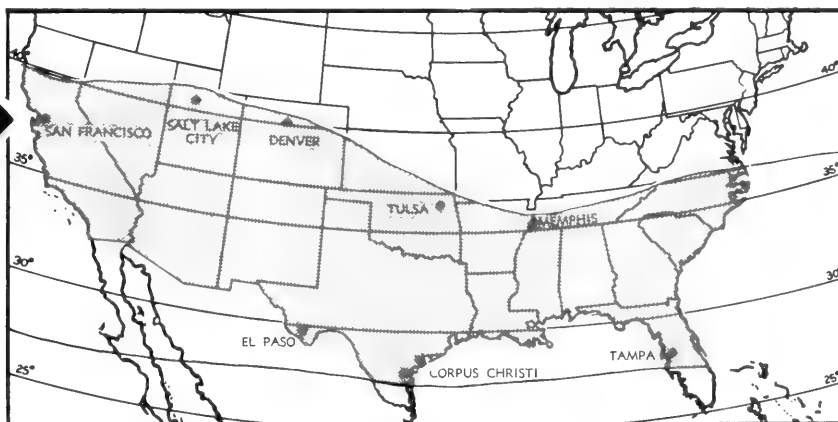 40°
40°
SAN FRANCISCO
SALT LAKE
CITY
DENVER
35°
35°
TULSA
MEMPHIS
30°
30°
EL PASO
TAMPA
CORPUS CHRISTI
25°
25°